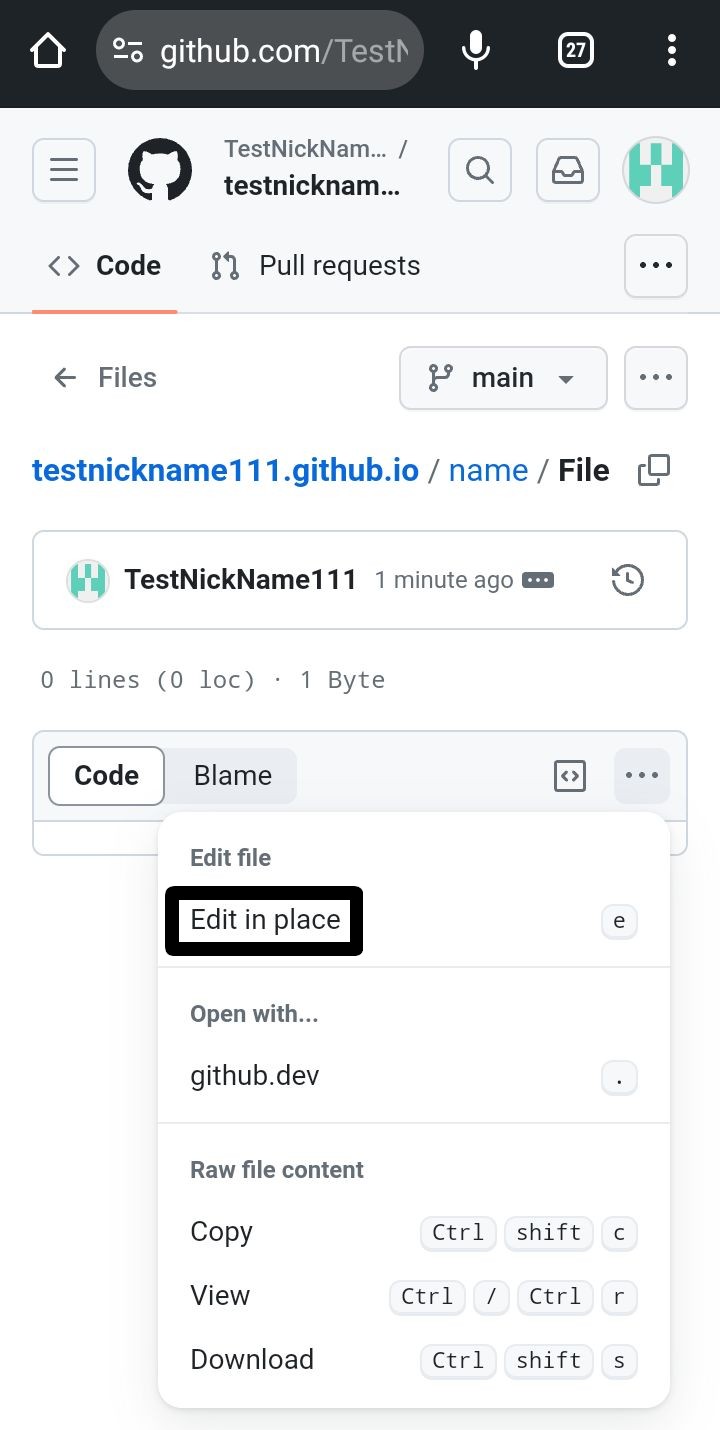 github.com/TestN
27
TestNickNam... /
testnicknam...
Code
Pull requests
Files
main
testnickname111.github.io / name / File
TestNickName111 1 minute ago
0 lines (0 loc) · 1 Byte
Code
Blame
Edit file
Edit in place e
Open with...
github.dev .
Raw file content
Copy Ctrl shift c
View Ctrl / Ctrl r
Download Ctrl shift s